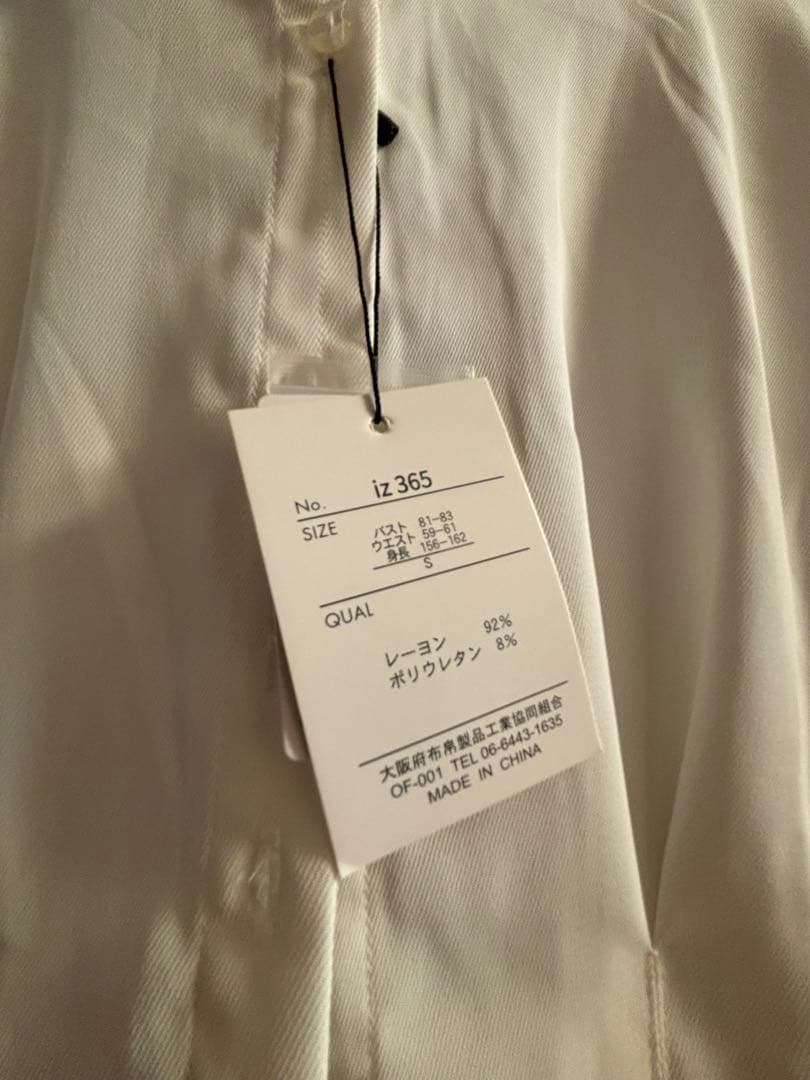 No. iz 365
SIZE バスト 81-83
ウエスト 59-61
身長 156-162
S
QUAL
レーヨン 92%
ポリウレタン 8%
大阪府布帛製品工業協同組合
OF-001 TEL 06-6443-1635
MADE IN CHINA